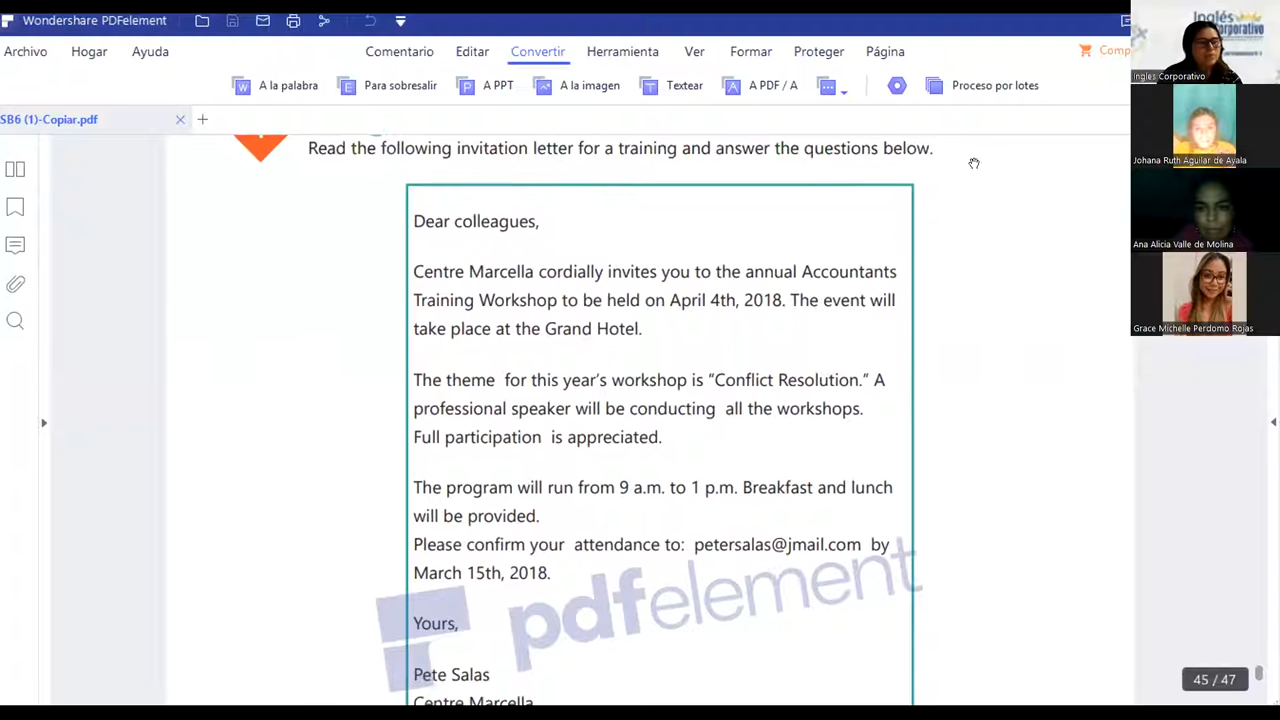 Wondershare PDFelement
Archivo Hogar Ayuda Comentario Editar Convertir Herramienta Ver Formar Proteger Página
A la palabra Para sobresalir A PPT A la imagen Textear A PDF / A Proceso por lotes
SB6 (1)-Copiar.pdf
Read the following invitation letter for a training and answer the questions below.
Dear colleagues,
Centre Marcella cordially invites you to the annual Accountants
Training Workshop to be held on April 4th, 2018. The event will
take place at the Grand Hotel.
The theme for this year's workshop is “Conflict Resolution.” A
professional speaker will be conducting all the workshops.
Full participation is appreciated.
The program will run from 9 a.m. to 1 p.m. Breakfast and lunch
will be provided.
Please confirm your attendance to: petersalas@jmail.com by
March 15th, 2018.
Yours,
Pete Salas
Centre Marcella
pdfelement
45 / 47
Inglés
Corporativo
Ingles Corporativo
Johana Ruth Aguilar de Ayala
Ana Alicia Valle de Molina
Grace Michelle Perdomo Rojas